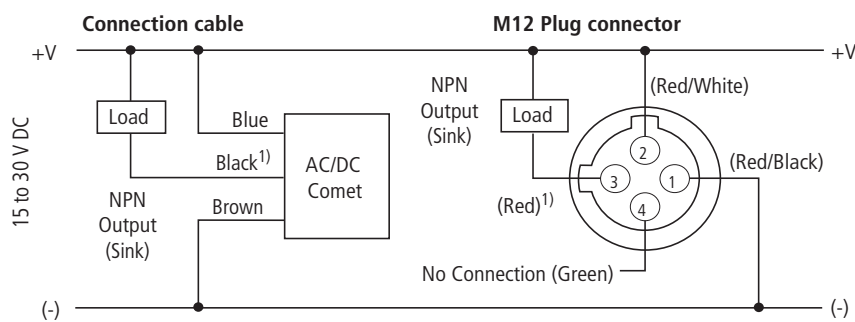 Connection cable
M12 Plug connector
+V
+V
15 to 30 V DC
Load
Blue
Black1)
Brown
AC/DC
Comet
NPN
Output
(Sink)
NPN
Output
(Sink)
Load
(Red/White)
(Red/Black)
2
3
1
4
(Red)1)
No Connection (Green)
(-)
(-)